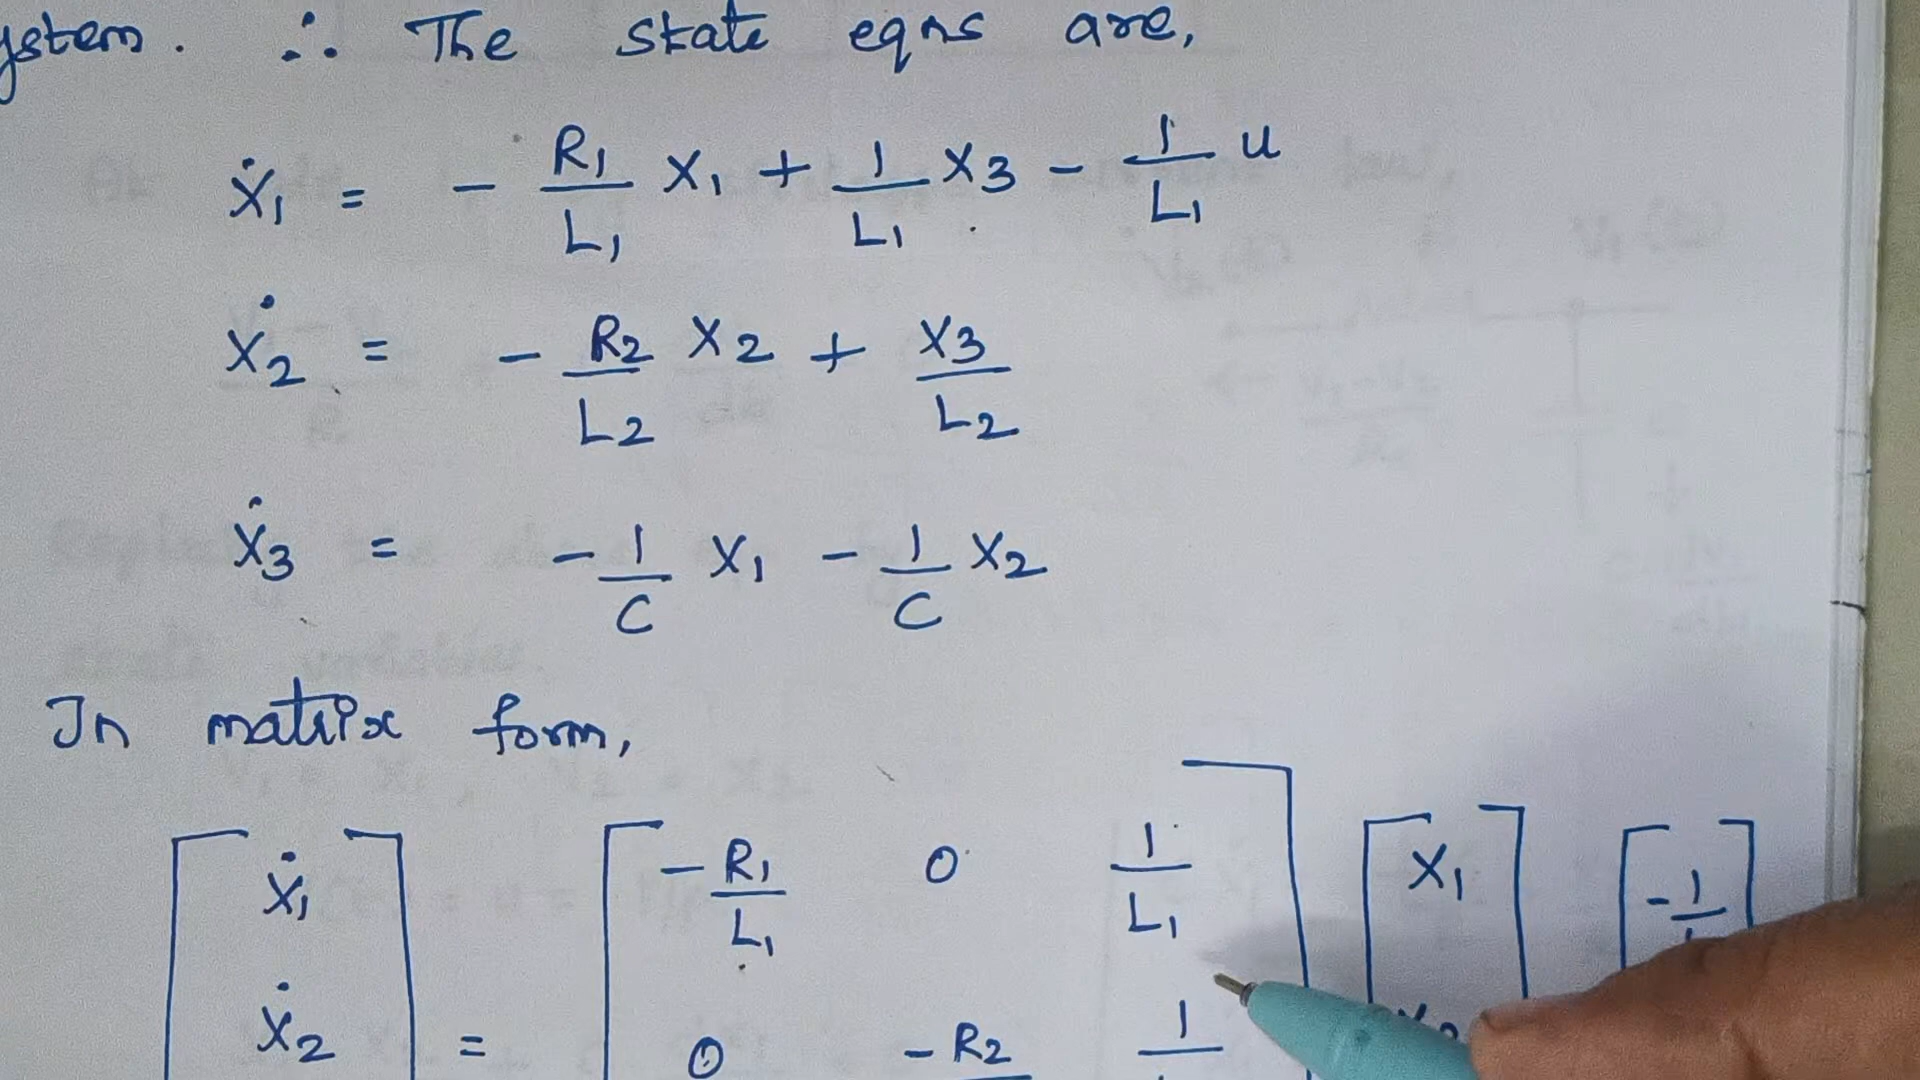 ystem. ∴ The state eqns are,
ẋ₁ = - R₁/L₁ x₁ + 1/L₁ x₃ - 1/L₁ u
ẋ₂ = - R₂/L₂ x₂ + x₃/L₂
ẋ₃ = - 1/C x₁ - 1/C x₂
In matrix form,
[ẋ₁ [-R₁/L₁ 0 1/L₁] [x₁] [-1/
ẋ₂ = 0 -R₂ 1